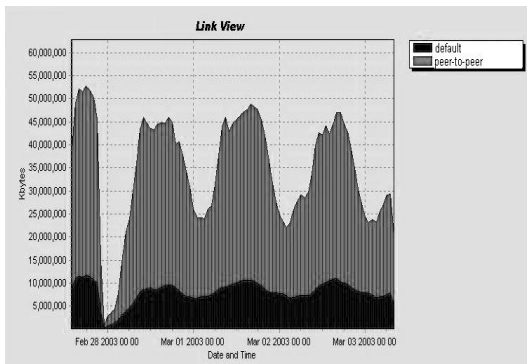 Link View
default
peer-to-peer
60,000,000
55,000,000
50,000,000
45,000,000
40,000,000
35,000,000
30,000,000
25,000,000
20,000,000
15,000,000
10,000,000
5,000,000
Kbytes
Feb 28 2003 00 00
Mar 01 2003 00 00
Mar 02 2003 00 00
Mar 03 2003 00 00
Date and Time